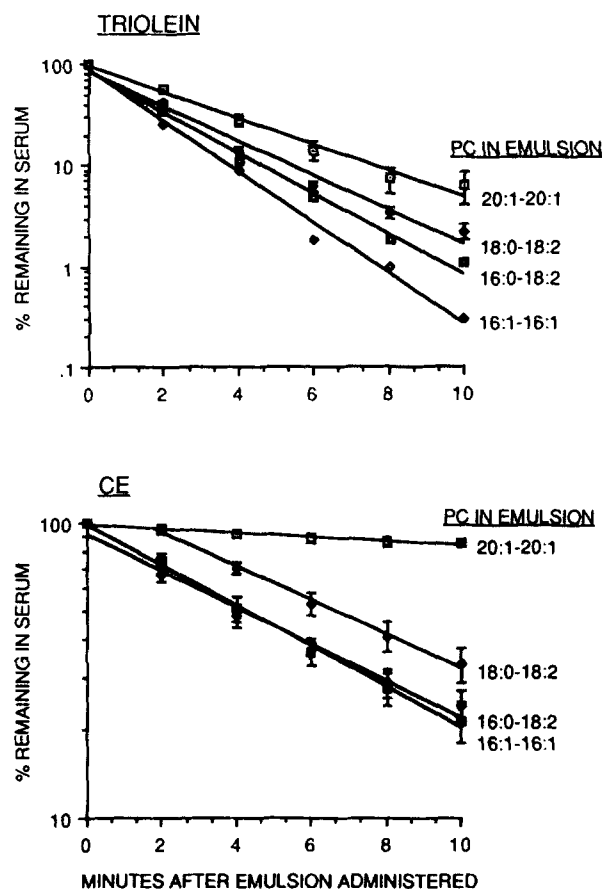 TRIOLEIN
% REMAINING IN SERUM
100
10
1
.1
0 2 4 6 8 10
PC IN EMULSION
20:1-20:1
18:0-18:2
16:0-18:2
16:1-16:1
CE
% REMAINING IN SERUM
100
10
0 2 4 6 8 10
PC IN EMULSION
20:1-20:1
18:0-18:2
16:0-18:2
16:1-16:1
MINUTES AFTER EMULSION ADMINISTERED